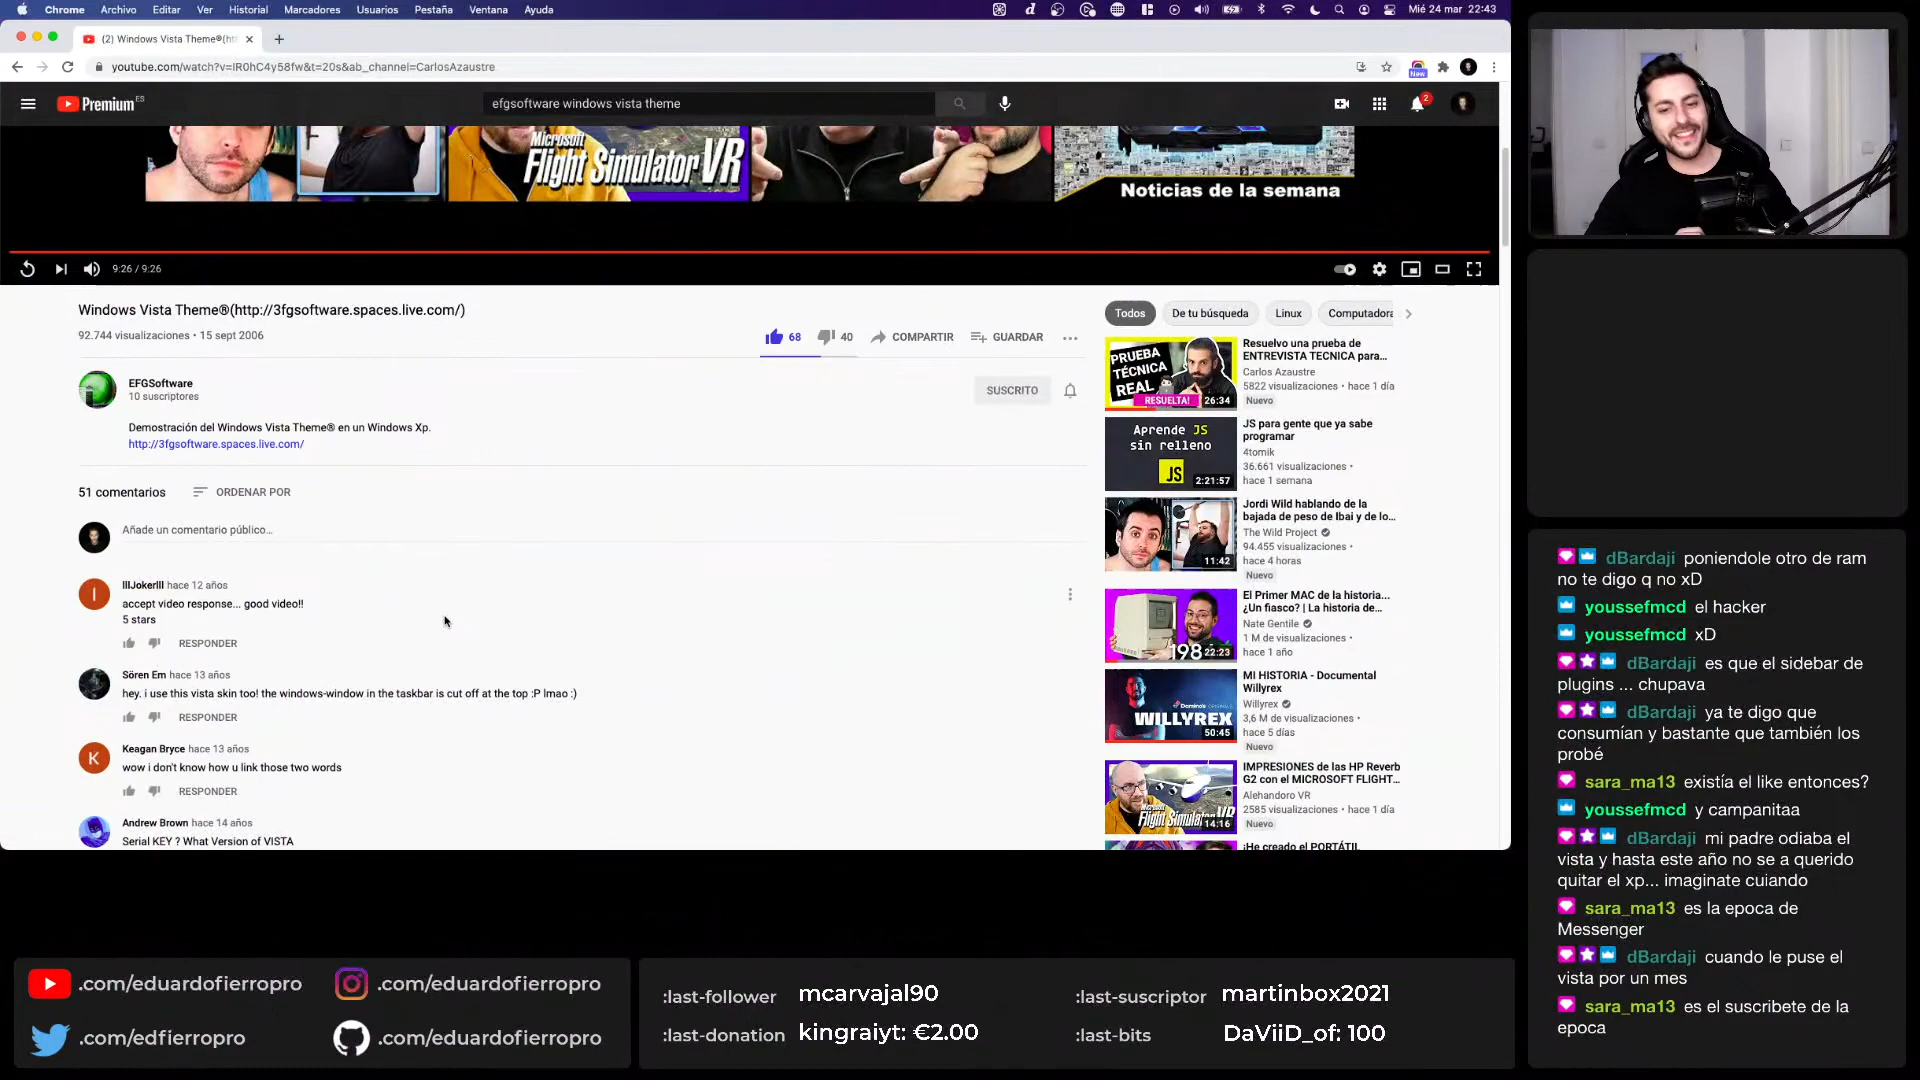 Chrome Archivo Editar Ver Historial Marcadores Usuarios Pestaña Ventana Ayuda Mié 24 mar 22:43
(2) Windows Vista Theme®(ht
youtube.com/watch?v=IR0hC4y58fw&t=20s&ab_channel=CarlosAzaustre
New
Premium ES
efgsoftware windows vista theme
2
Microsoft
Flight Simulator VR
Noticias de la semana
9:26 / 9:26
Windows Vista Theme®(http://3fgsoftware.spaces.live.com/)
92.744 visualizaciones • 15 sept 2006
68 40 COMPARTIR GUARDAR
EFGSoftware
10 suscriptores
SUSCRITO
Demostración del Windows Vista Theme® en un Windows Xp.
http://3fgsoftware.spaces.live.com/
51 comentarios ORDENAR POR
Añade un comentario público...
I
IIIJokerIII hace 12 años
accept video response... good video!!
5 stars
RESPONDER
Sören Em hace 13 años
hey. i use this vista skin too! the windows-window in the taskbar is cut off at the top :P lmao :)
RESPONDER
K
Keagan Bryce hace 13 años
wow i don't know how u link those two words
RESPONDER
Andrew Brown hace 14 años
Serial KEY ? What Version of VISTA
Todos De tu búsqueda Linux Computadora
PRUEBA
TÉCNICA
REAL
RESUELTA!
26:34
Resuelvo una prueba de
ENTREVISTA TECNICA para...
Carlos Azaustre
5822 visualizaciones • hace 1 día
Nuevo
Aprende JS
sin relleno
JS
2:21:57
JS para gente que ya sabe
programar
4tomik
36.661 visualizaciones •
hace 1 semana
11:42
Jordi Wild hablando de la
bajada de peso de Ibai y de lo...
The Wild Project
94.455 visualizaciones •
hace 4 horas
Nuevo
198
22:23
El Primer MAC de la historia...
¿Un fiasco? | La historia de...
Nate Gentile
1 M de visualizaciones •
hace 1 año
WILLYREX
50:45
MI HISTORIA - Documental
Willyrex
Willyrex
3,6 M de visualizaciones •
hace 5 días
Nuevo
Flight Simula
14:16
IMPRESIONES de las HP Reverb
G2 con el MICROSOFT FLIGHT...
Alehandoro VR
2585 visualizaciones • hace 1 día
Nuevo
¡He creado el PORTÁTIL
dBardaji poniendole otro de ram
no te digo q no xD
youssefmcd el hacker
youssefmcd xD
dBardaji es que el sidebar de
plugins ... chupava
dBardaji ya te digo que
consumían y bastante que también los
probé
sara_ma13 existía el like entonces?
youssefmcd y campanitaa
dBardaji mi padre odiaba el
vista y hasta este año no se a querido
quitar el xp... imaginate cuiando
sara_ma13 es la epoca de
Messenger
dBardaji cuando le puse el
vista por un mes
sara_ma13 es el suscribete de la
epoca
.com/eduardofierropro .com/eduardofierropro
.com/edfierropro .com/eduardofierropro
:last-follower mcarvajal90 :last-suscriptor martinbox2021
:last-donation kingraiyt: €2.00 :last-bits DaViiD_of: 100